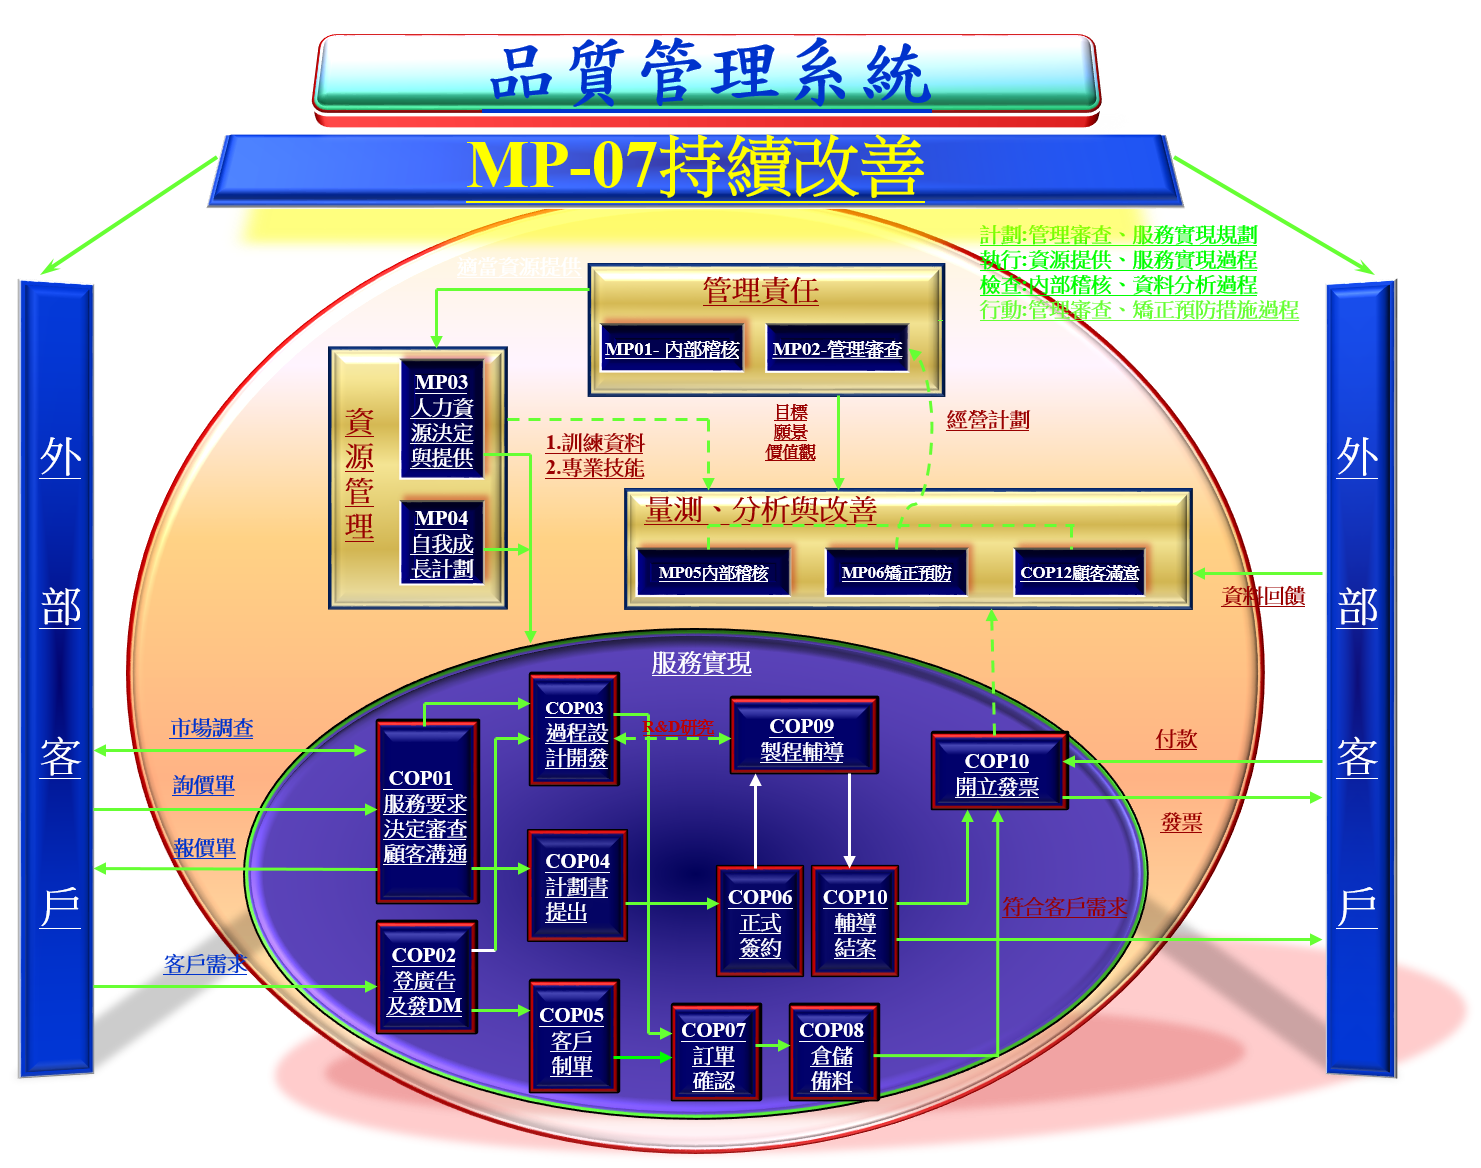 品質管理系統
MP-07持續改善
計劃:管理審查、服務實現規劃
執行:資源提供、服務實現過程
檢查:內部稽核、資料分析過程
行動:管理審查、矯正預防措施過程
適當資源提供
管理責任
MP01- 內部稽核
MP02-管理審查
資
源
管
理
MP03
人力資
源決定
與提供
MP04
自我成
長計劃
1.訓練資料
2.專業技能
目標
願景
價值觀
經營計劃
量測、分析與改善
MP05內部稽核
MP06矯正預防
COP12顧客滿意
資料回饋
外
部
客
戶
外
部
客
戶
服務實現
市場調查
詢價單
報價單
客戶需求
COP01
服務要求
決定審查
顧客溝通
COP02
登廣告
及發DM
COP03
過程設
計開發
R&D研究
COP09
製程輔導
COP10
開立發票
付款
發票
COP04
計劃書
提出
COP06
正式
簽約
COP10
輔導
結案
符合客戶需求
COP05
客戶
制單
COP07
訂單
確認
COP08
倉儲
備料